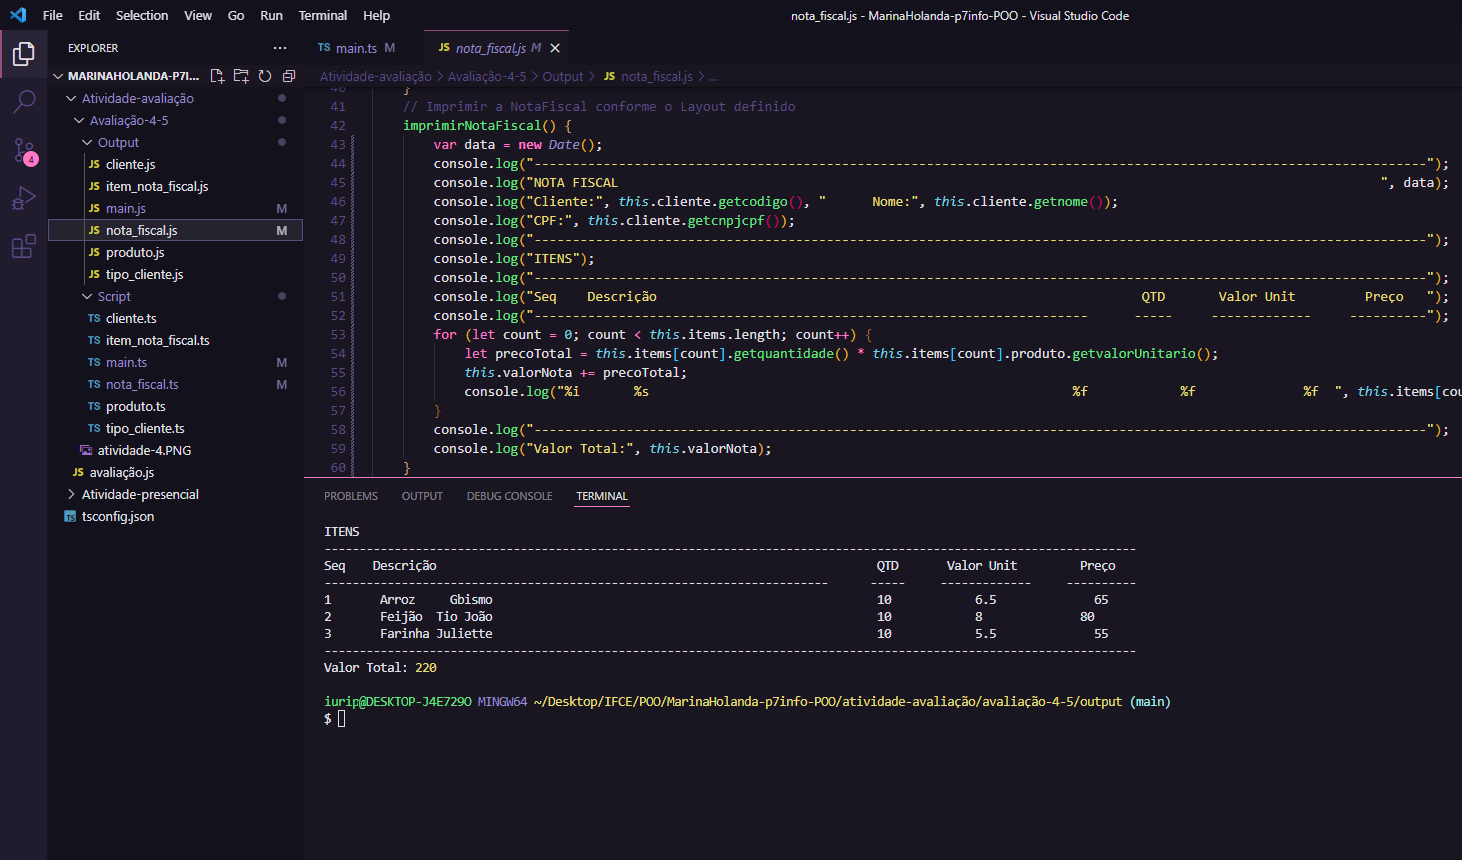 File Edit Selection View Go Run Terminal Help nota_fiscal.js - MarinaHolanda-p7info-POO - Visual Studio Code
EXPLORER ...
MARINAHOLANDA-P7I...
Atividade-avaliação
Avaliação-4-5
Output
JS cliente.js
JS item_nota_fiscal.js
JS main.js M
JS nota_fiscal.js M
JS produto.js
JS tipo_cliente.js
Script
TS cliente.ts
TS item_nota_fiscal.ts
TS main.ts M
TS nota_fiscal.ts M
TS produto.ts
TS tipo_cliente.ts
atividade-4.PNG
JS avaliação.js
Atividade-presencial
TS tsconfig.json
4
TS main.ts M JS nota_fiscal.js M
Atividade-avaliação > Avaliação-4-5 > Output > JS nota_fiscal.js > ...
40 }
41 // Imprimir a NotaFiscal conforme o Layout definido
42 imprimirNotaFiscal() {
43 var data = new Date();
44 console.log("--------------------------------------------------------------------------------------------------------------------");
45 console.log("NOTA FISCAL ", data);
46 console.log("Cliente:", this.cliente.getcodigo(), " Nome:", this.cliente.getnome());
47 console.log("CPF:", this.cliente.getcnpjcpf());
48 console.log("--------------------------------------------------------------------------------------------------------------------");
49 console.log("ITENS");
50 console.log("--------------------------------------------------------------------------------------------------------------------");
51 console.log("Seq Descrição QTD Valor Unit Preço ");
52 console.log("------------------------------------------------------------------------ ----- ------------- ----------");
53 for (let count = 0; count < this.items.length; count++) {
54 let precoTotal = this.items[count].getquantidade() * this.items[count].produto.getvalorUnitario();
55 this.valorNota += precoTotal;
56 console.log("%i %s %f %f %f ", this.items[cou
57 }
58 console.log("--------------------------------------------------------------------------------------------------------------------");
59 console.log("Valor Total:", this.valorNota);
60 }
PROBLEMS OUTPUT DEBUG CONSOLE TERMINAL
ITENS
--------------------------------------------------------------------------------------------------------------------
Seq Descrição QTD Valor Unit Preço
------------------------------------------------------------------------ ----- ------------- ----------
1 Arroz Gbismo 10 6.5 65
2 Feijão Tio João 10 8 80
3 Farinha Juliette 10 5.5 55
--------------------------------------------------------------------------------------------------------------------
Valor Total: 220
iurip@DESKTOP-J4E729O MINGW64 ~/Desktop/IFCE/POO/MarinaHolanda-p7info-POO/atividade-avaliação/avaliação-4-5/output (main)
$